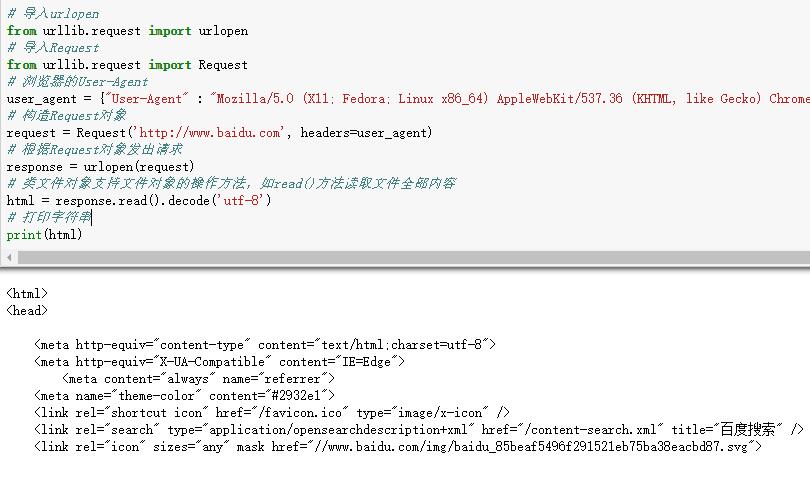 # 导入urlopen
from urllib.request import urlopen
# 导入Request
from urllib.request import Request
# 浏览器的User-Agent
user_agent = {"User-Agent" : "Mozilla/5.0 (X11; Fedora; Linux x86_64) AppleWebKit/537.36 (KHTML, like Gecko) Chrome
# 构造Request对象
request = Request('http://www.baidu.com', headers=user_agent)
# 根据Request对象发出请求
response = urlopen(request)
# 类文件对象支持文件对象的操作方法，如read()方法读取文件全部内容
html = response.read().decode('utf-8')
# 打印字符串
print(html)
<html>
<head>
<meta http-equiv="content-type" content="text/html;charset=utf-8">
<meta http-equiv="X-UA-Compatible" content="IE=Edge">
<meta content="always" name="referrer">
<meta name="theme-color" content="#2932e1">
<link rel="shortcut icon" href="/favicon.ico" type="image/x-icon" />
<link rel="search" type="application/opensearchdescription+xml" href="/content-search.xml" title="百度搜索" />
<link rel="icon" sizes="any" mask href="//www.baidu.com/img/baidu_85beaf5496f291521eb75ba38eacbd87.svg">